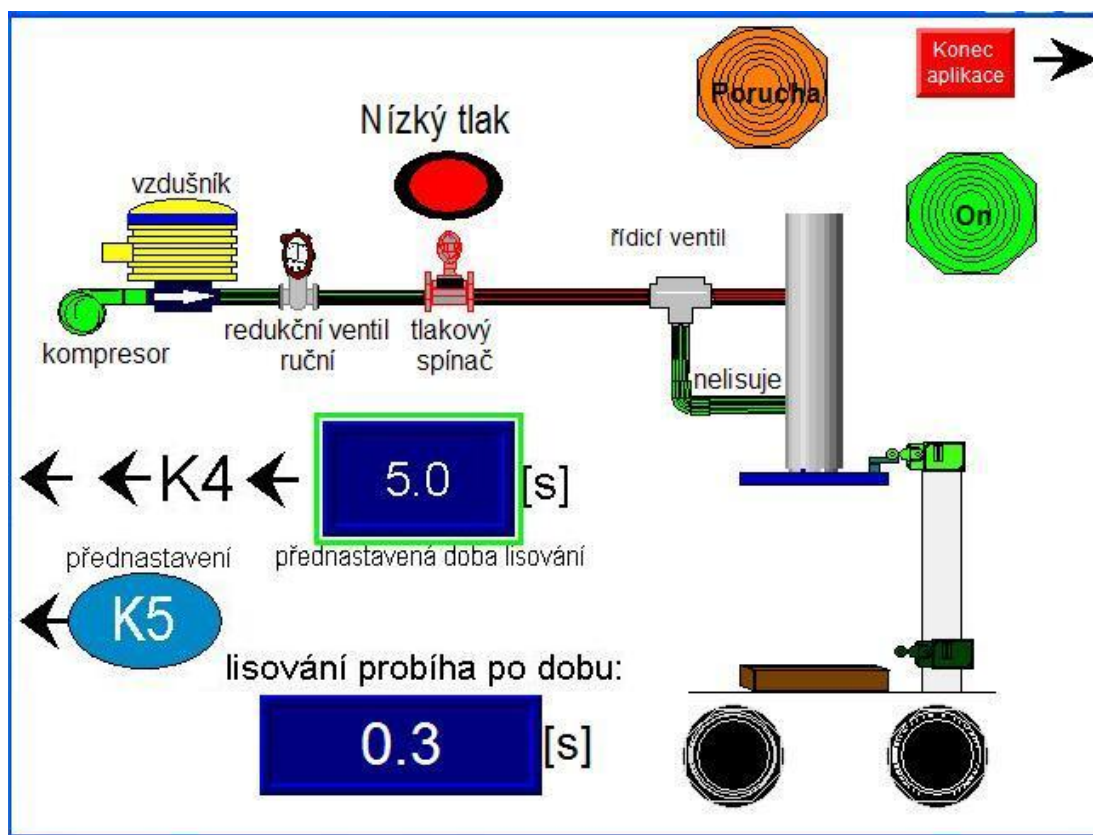 Konec
aplikace
Porucha
Nízký tlak
vzdušník
On
řídicí ventil
redukční ventil
ruční
tlakový
spínač
kompresor
nelisuje
K4
5.0
[s]
přednastavení
přednastavená doba lisování
K5
lisování probíha po dobu:
0.3
[s]